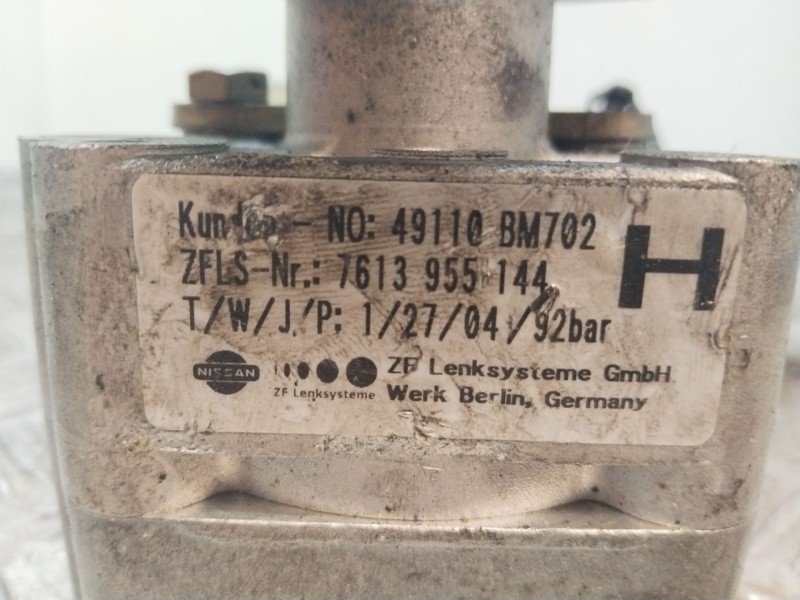 Kunden - NO: 49110 BM702
ZFLS-Nr.: 7613 955 144
T/W/J/P: 1/27/04/92bar
H
NISSAN
ZF Lenksysteme
ZF Lenksysteme GmbH
Werk Berlin, Germany